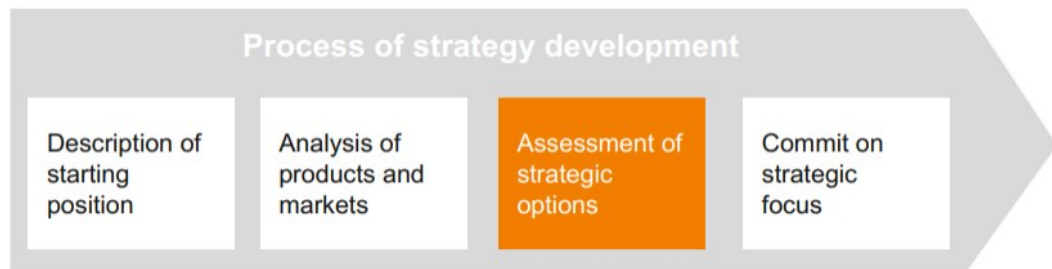 Process of strategy development
Description of
starting
position
Analysis of
products and
markets
Assessment of
strategic
options
Commit on
strategic
focus